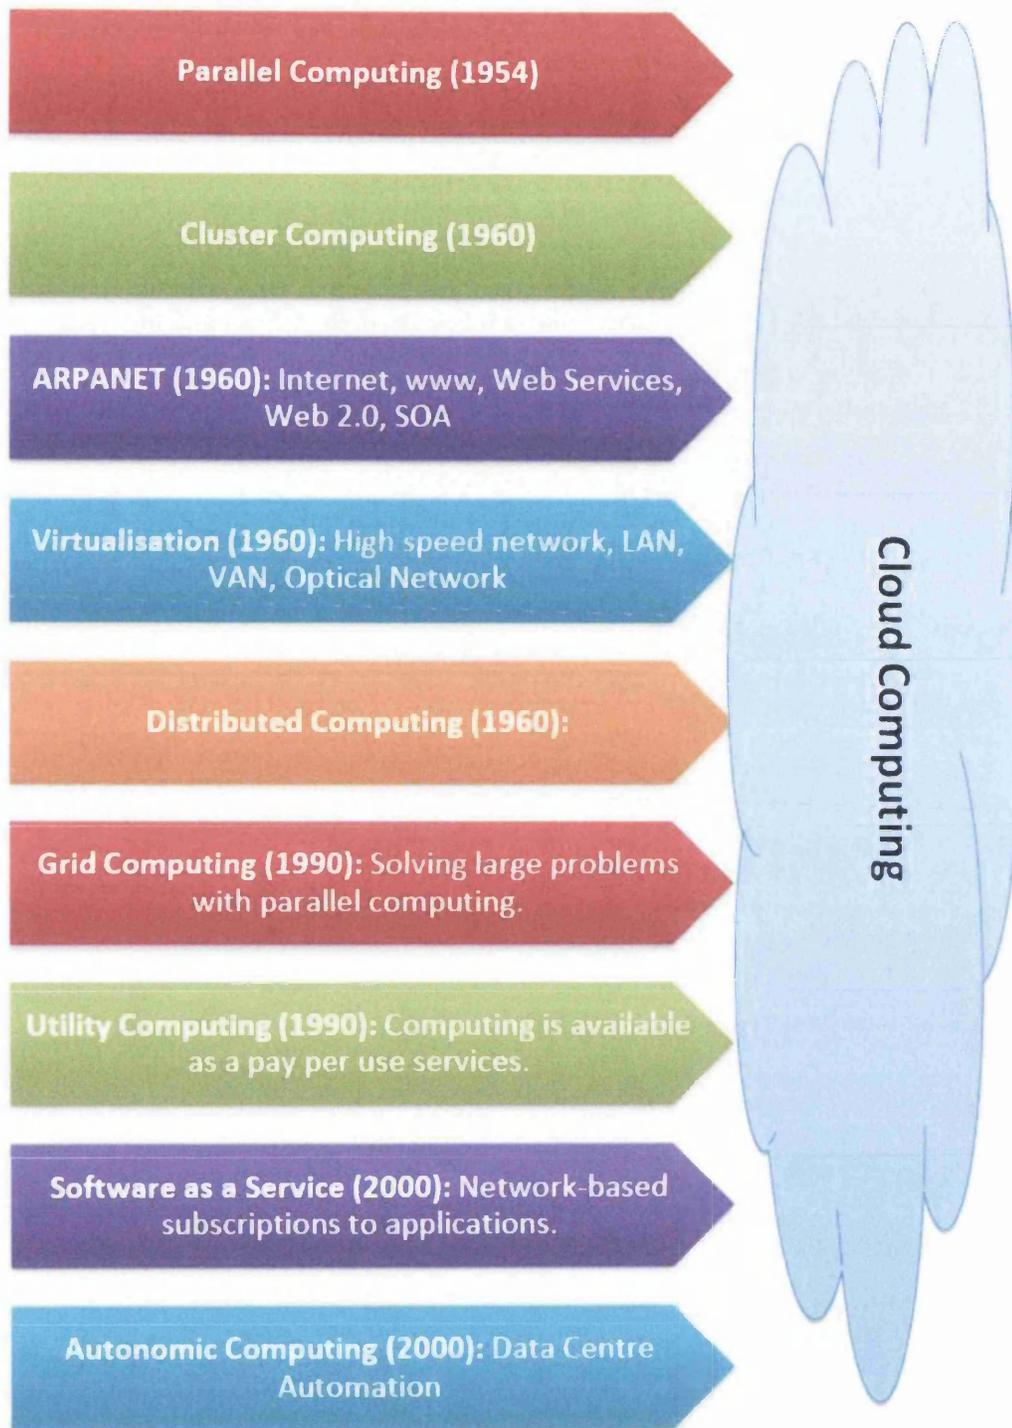 Parallel Computing (1954)
Cluster Computing (1960)
ARPANET (1960): Internet, www, Web Services,
Web 2.0, SOA
Virtualisation (1960): High speed network, LAN,
VAN, Optical Network
Distributed Computing (1960):
Grid Computing (1990): Solving large problems
with parallel computing.
Utility Computing (1990): Computing is available
as a pay per use services.
Software as a Service (2000): Network-based
subscriptions to applications.
Autonomic Computing (2000): Data Centre
Automation
Cloud Computing